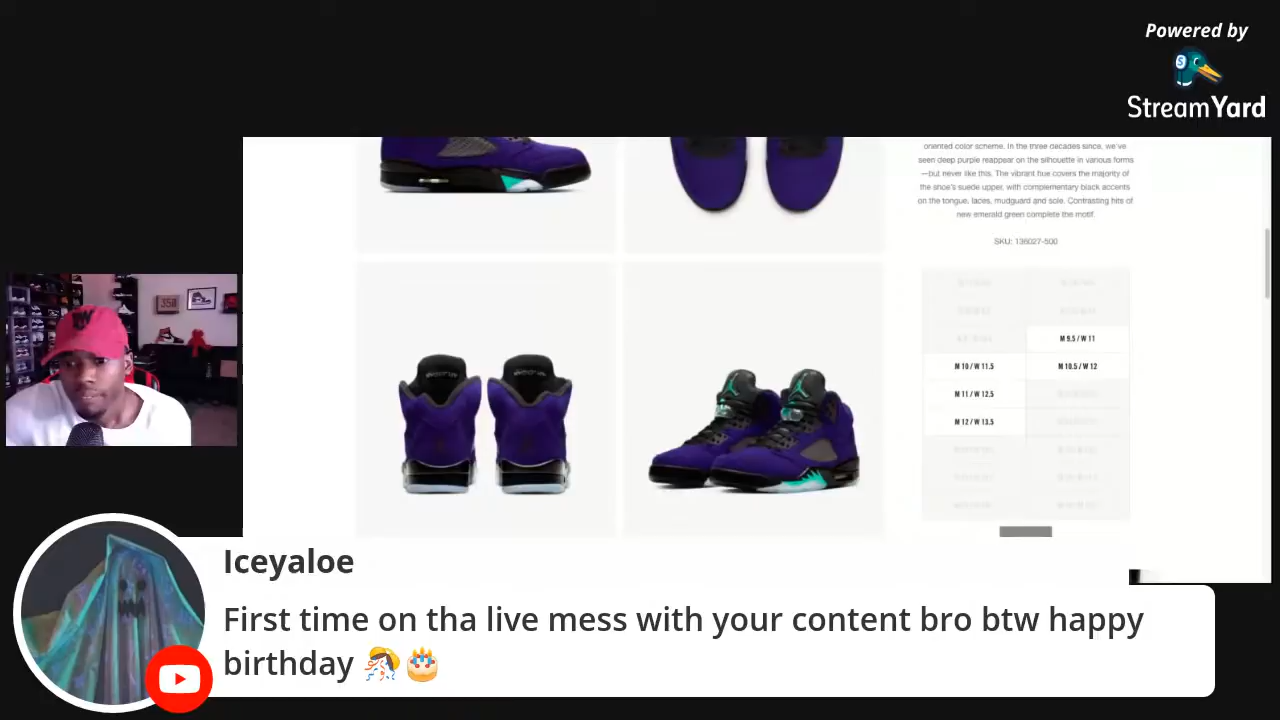 Powered by
StreamYard
oriented color scheme. In the three decades since, we've
seen deep purple reappear on the silhouette in various forms
—but never like this. The vibrant hue covers the majority of
the shoe's suede upper, with complementary black accents
on the tongue, laces, mudguard and sole. Contrasting hits of
new emerald green complete the motif.
SKU: 136027-500
M 9.5 / W 11
M 10 / W 11.5
M 10.5 / W 12
M 11 / W 12.5
M 12 / W 13.5
350
Iceyaloe
First time on tha live mess with your content bro btw happy
birthday 🎊🎂